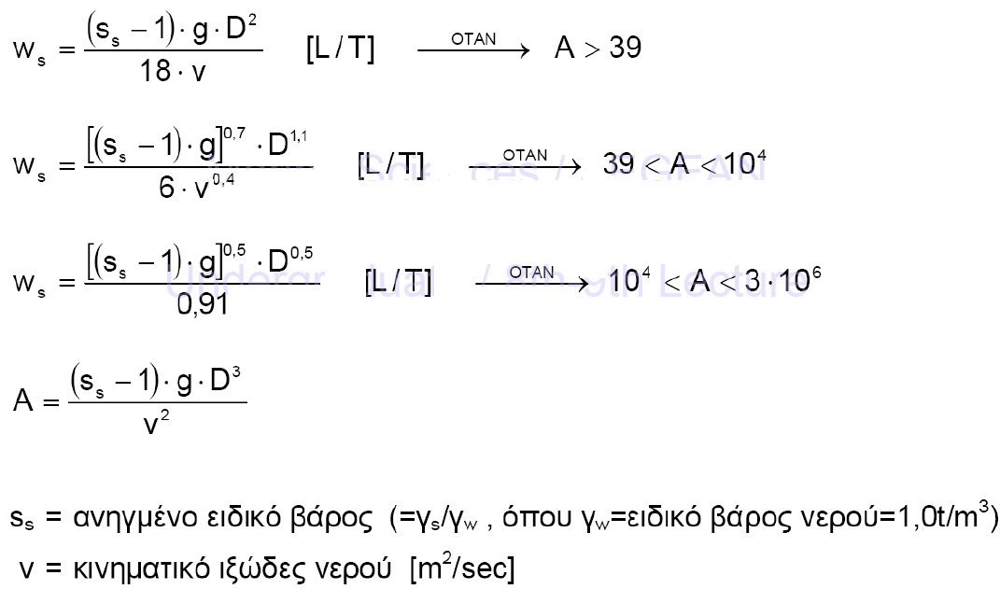 w_s = (s_s − 1)·g·D² / 18·ν [L/T] ΟΤΑΝ → A > 39
w_s = [(s_s − 1)·g]^0,7 ·D^1,1 / 6·ν^0,4 [L/T] ΟΤΑΝ → 39 < A < 10⁴
w_s = [(s_s − 1)·g]^0,5 ·D^0,5 / 0,91 [L/T] ΟΤΑΝ → 10⁴ < A < 3·10⁶
A = (s_s − 1)·g·D³ / ν²
s_s = ανηγμένο ειδικό βάρος (=γ_s/γ_w , όπου γ_w=ειδικό βάρος νερού=1,0t/m³)
ν = κινηματικό ιξώδες νερού [m²/sec]